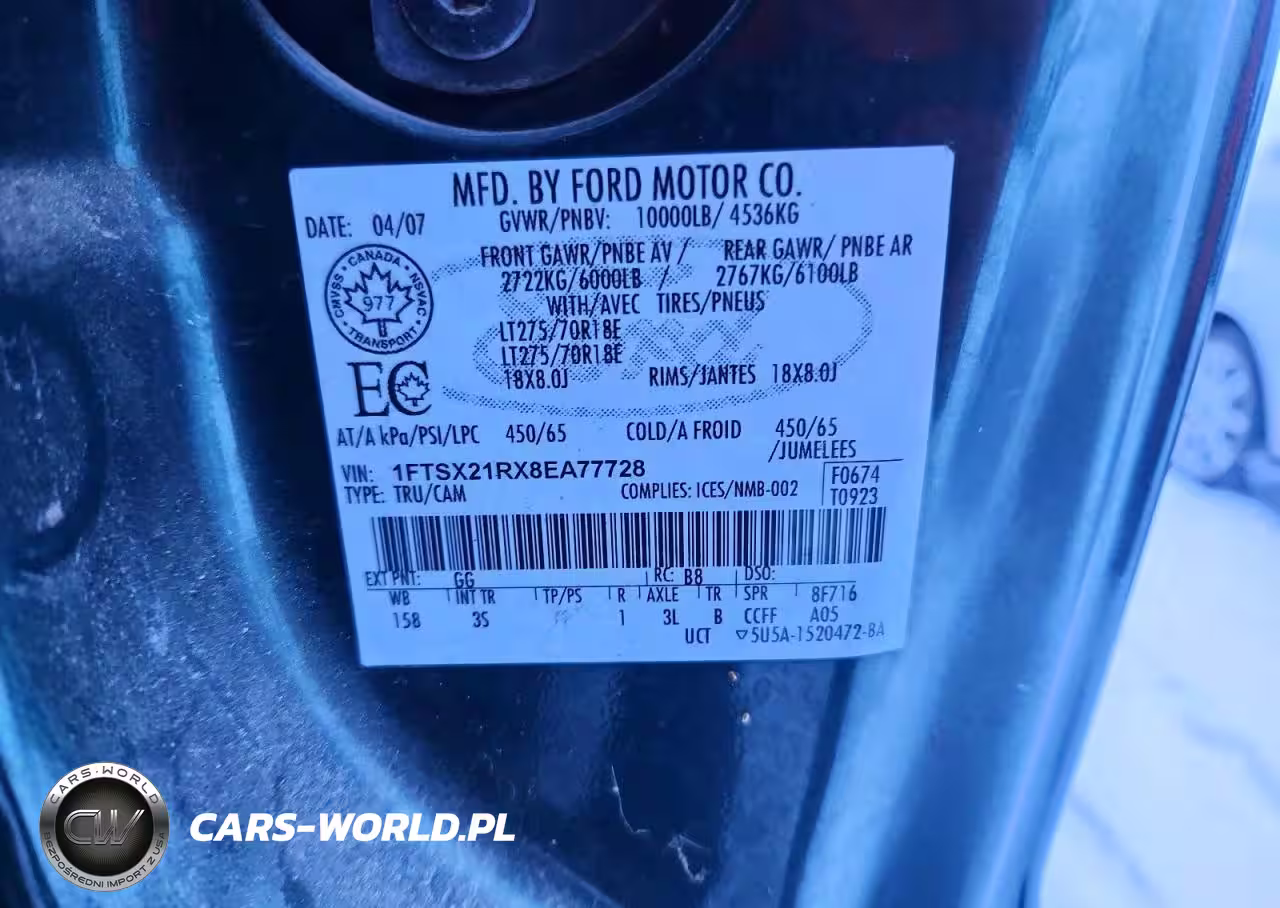 MFD. BY FORD MOTOR CO.
DATE: 04/07
GVWR/PNBV: 10000LB/ 4536KG
FRONT GAWR/PNBE AV / REAR GAWR/ PNBE AR
2722KG/6000LB / 2767KG/6100LB
WITH/AVEC TIRES/PNEUS
LT275/70R18E
LT275/70R18E
18X8.0J RIMS/JANTES 18X8.0J
CANADA
CMVSS 977 NSVAC
TRANSPORT
EC
AT/A kPa/PSI/LPC 450/65 COLD/A FROID 450/65
/JUMELEES
VIN: 1FTSX21RX8EA77728
F0674
TYPE: TRU/CAM COMPLIES: ICES/NMB-002
T0923
EXT PNT: GG RC: B8 DSO:
WB INT TR TP/PS R AXLE TR SPR 8F716
158 3S 1 3L B CCFF A05
UCT ▽5U5A-1520472-BA
CARS-WORLD
CW
BEZPOŚREDNI IMPORT Z USA
CARS-WORLD.PL